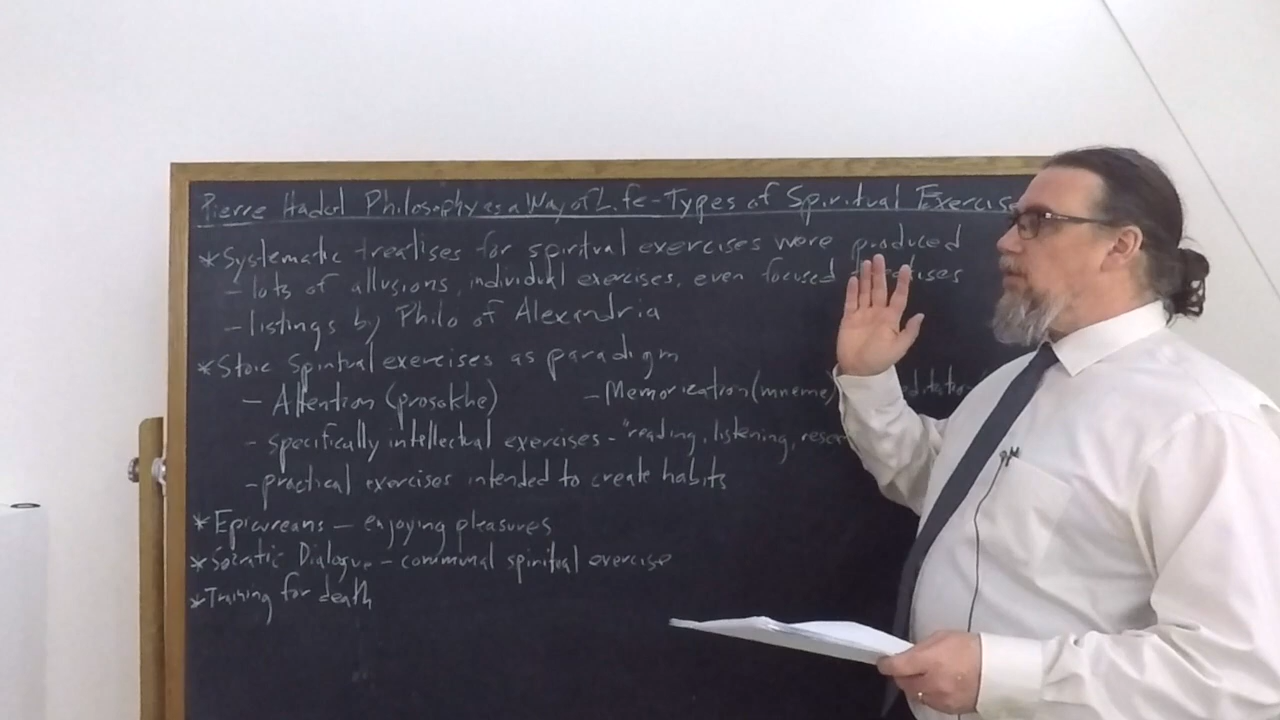 Pierre Hadot Philosophy as a Way of Life - Types of Spiritual Exercise
* Systematic treatises for spiritual exercises were produced
- lots of allusions, individual exercises, even focused treatises
- listings by Philo of Alexandria
* Stoic Spiritual exercises as paradigm
- Attention (prosokhe) - Memorization (mneme)
- specifically intellectual exercises - "reading, listening,
- practical exercises intended to create habits
* Epicureans - enjoying pleasures
* Socratic Dialogue - communal spiritual exercise
* Training for death